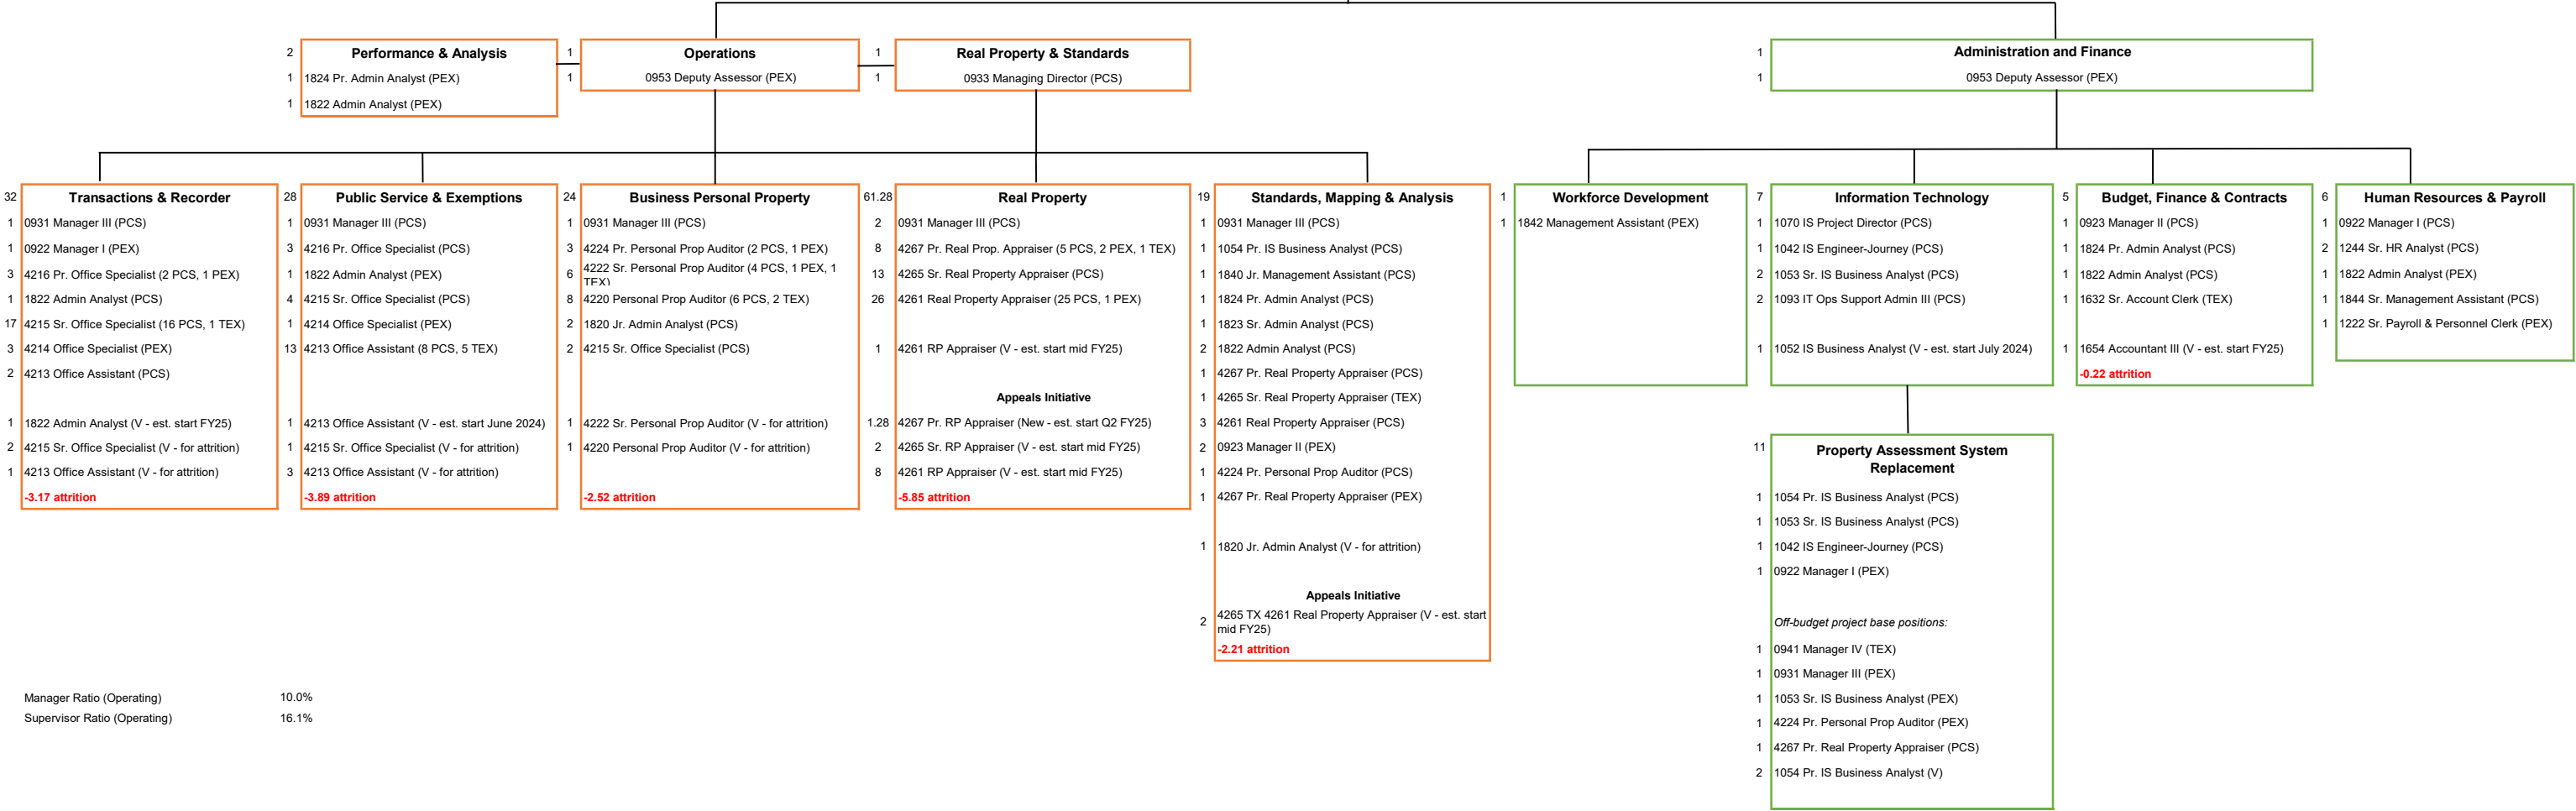 2 Performance & Analysis
1 1824 Pr. Admin Analyst (PEX)
1 1822 Admin Analyst (PEX)
1 Operations
1 0953 Deputy Assessor (PEX)
1 Real Property & Standards
1 0933 Managing Director (PCS)
1 Administration and Finance
1 0953 Deputy Assessor (PEX)
32 Transactions & Recorder
1 0931 Manager III (PCS)
1 0922 Manager I (PEX)
3 4216 Pr. Office Specialist (2 PCS, 1 PEX)
1 1822 Admin Analyst (PCS)
17 4215 Sr. Office Specialist (16 PCS, 1 TEX)
3 4214 Office Specialist (PEX)
2 4213 Office Assistant (PCS)
1 1822 Admin Analyst (V - est. start FY25)
2 4215 Sr. Office Specialist (V - for attrition)
1 4213 Office Assistant (V - for attrition)
-3.17 attrition
28 Public Service & Exemptions
1 0931 Manager III (PCS)
3 4216 Pr. Office Specialist (PCS)
1 1822 Admin Analyst (PEX)
4 4215 Sr. Office Specialist (PCS)
1 4214 Office Specialist (PEX)
13 4213 Office Assistant (8 PCS, 5 TEX)
1 4213 Office Assistant (V - est. start June 2024)
1 4215 Sr. Office Specialist (V - for attrition)
3 4213 Office Assistant (V - for attrition)
-3.89 attrition
24 Business Personal Property
1 0931 Manager III (PCS)
3 4224 Pr. Personal Prop Auditor (2 PCS, 1 PEX)
6 4222 Sr. Personal Prop Auditor (4 PCS, 1 PEX, 1
TEX)
8 4220 Personal Prop Auditor (6 PCS, 2 TEX)
2 1820 Jr. Admin Analyst (PCS)
2 4215 Sr. Office Specialist (PCS)
1 4222 Sr. Personal Prop Auditor (V - for attrition)
1 4220 Personal Prop Auditor (V - for attrition)
-2.52 attrition
61.28 Real Property
2 0931 Manager III (PCS)
8 4267 Pr. Real Prop. Appraiser (5 PCS, 2 PEX, 1 TEX)
13 4265 Sr. Real Property Appraiser (PCS)
26 4261 Real Property Appraiser (25 PCS, 1 PEX)
1 4261 RP Appraiser (V - est. start mid FY25)
Appeals Initiative
1.28 4267 Pr. RP Appraiser (New - est. start Q2 FY25)
2 4265 Sr. RP Appraiser (V - est. start mid FY25)
8 4261 RP Appraiser (V - est. start mid FY25)
-5.85 attrition
19 Standards, Mapping & Analysis
1 0931 Manager III (PCS)
1 1054 Pr. IS Business Analyst (PCS)
1 1840 Jr. Management Assistant (PCS)
1 1824 Pr. Admin Analyst (PCS)
1 1823 Sr. Admin Analyst (PCS)
2 1822 Admin Analyst (PCS)
1 4267 Pr. Real Property Appraiser (PCS)
1 4265 Sr. Real Property Appraiser (TEX)
3 4261 Real Property Appraiser (PCS)
2 0923 Manager II (PEX)
1 4224 Pr. Personal Prop Auditor (PCS)
1 4267 Pr. Real Property Appraiser (PEX)
1 1820 Jr. Admin Analyst (V - for attrition)
Appeals Initiative
2 4265 TX 4261 Real Property Appraiser (V - est. start
mid FY25)
-2.21 attrition
1 Workforce Development
1 1842 Management Assistant (PEX)
7 Information Technology
1 1070 IS Project Director (PCS)
1 1042 IS Engineer-Journey (PCS)
2 1053 Sr. IS Business Analyst (PCS)
2 1093 IT Ops Support Admin III (PCS)
1 1052 IS Business Analyst (V - est. start July 2024)
5 Budget, Finance & Contracts
1 0923 Manager II (PCS)
1 1824 Pr. Admin Analyst (PCS)
1 1822 Admin Analyst (PCS)
1 1632 Sr. Account Clerk (TEX)
1 1654 Accountant III (V - est. start FY25)
-0.22 attrition
6 Human Resources & Payroll
1 0922 Manager I (PCS)
2 1244 Sr. HR Analyst (PCS)
1 1822 Admin Analyst (PEX)
1 1844 Sr. Management Assistant (PCS)
1 1222 Sr. Payroll & Personnel Clerk (PEX)
11 Property Assessment System
Replacement
1 1054 Pr. IS Business Analyst (PCS)
1 1053 Sr. IS Business Analyst (PCS)
1 1042 IS Engineer-Journey (PCS)
1 0922 Manager I (PEX)
Off-budget project base positions:
1 0941 Manager IV (TEX)
1 0931 Manager III (PEX)
1 1053 Sr. IS Business Analyst (PEX)
1 4224 Pr. Personal Prop Auditor (PEX)
1 4267 Pr. Real Property Appraiser (PCS)
2 1054 Pr. IS Business Analyst (V)
Manager Ratio (Operating) 10.0%
Supervisor Ratio (Operating) 16.1%